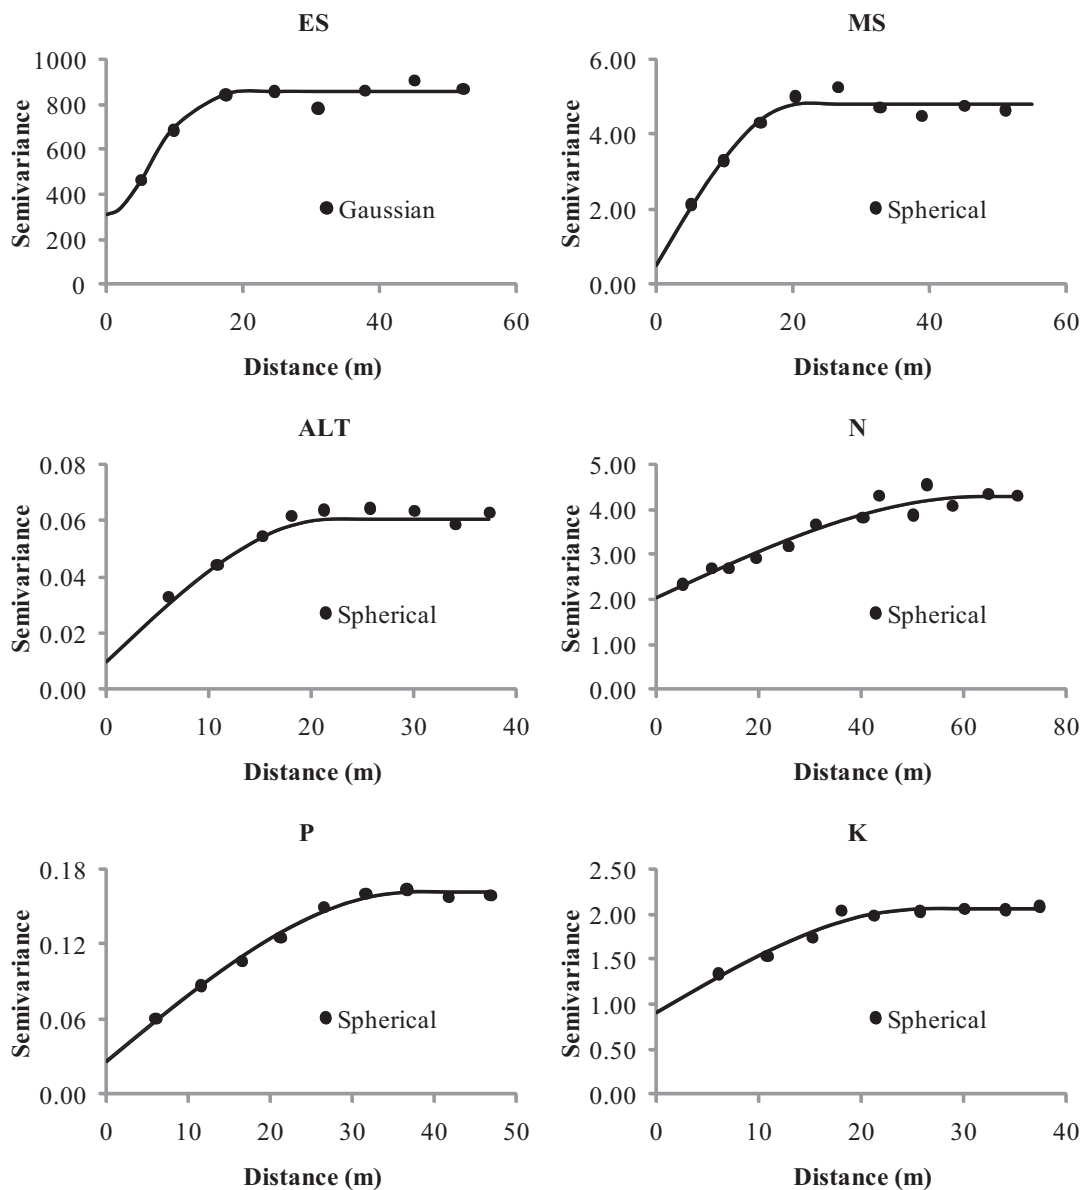 ES
1000
800
600
400
200
0
Semivariance
Gaussian
0 20 40 60
Distance (m)
MS
6.00
4.00
2.00
0.00
Semivariance
Spherical
0 20 40 60
Distance (m)
ALT
0.08
0.06
0.04
0.02
0.00
Semivariance
Spherical
0 10 20 30 40
Distance (m)
N
5.00
4.00
3.00
2.00
1.00
0.00
Semivariance
Spherical
0 20 40 60 80
Distance (m)
P
0.18
0.12
0.06
0.00
Semivariance
Spherical
0 10 20 30 40 50
Distance (m)
K
2.50
2.00
1.50
1.00
0.50
0.00
Semivariance
Spherical
0 10 20 30 40
Distance (m)